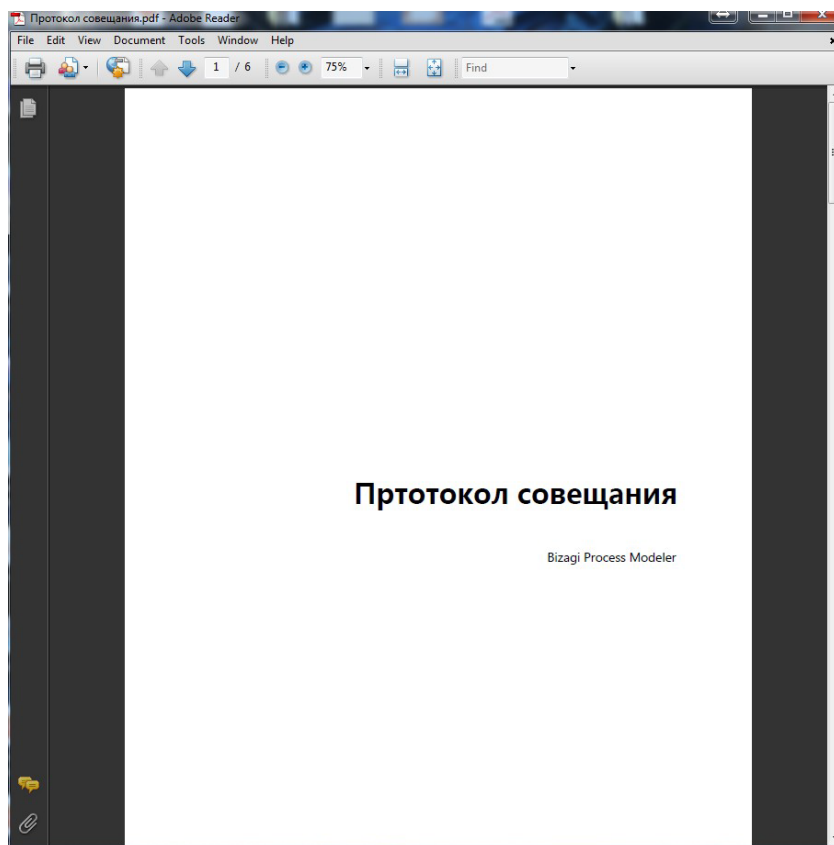 Протокол совещания.pdf - Adobe Reader
File Edit View Document Tools Window Help
1 / 6 75% Find
Пртотокол совещания
Bizagi Process Modeler